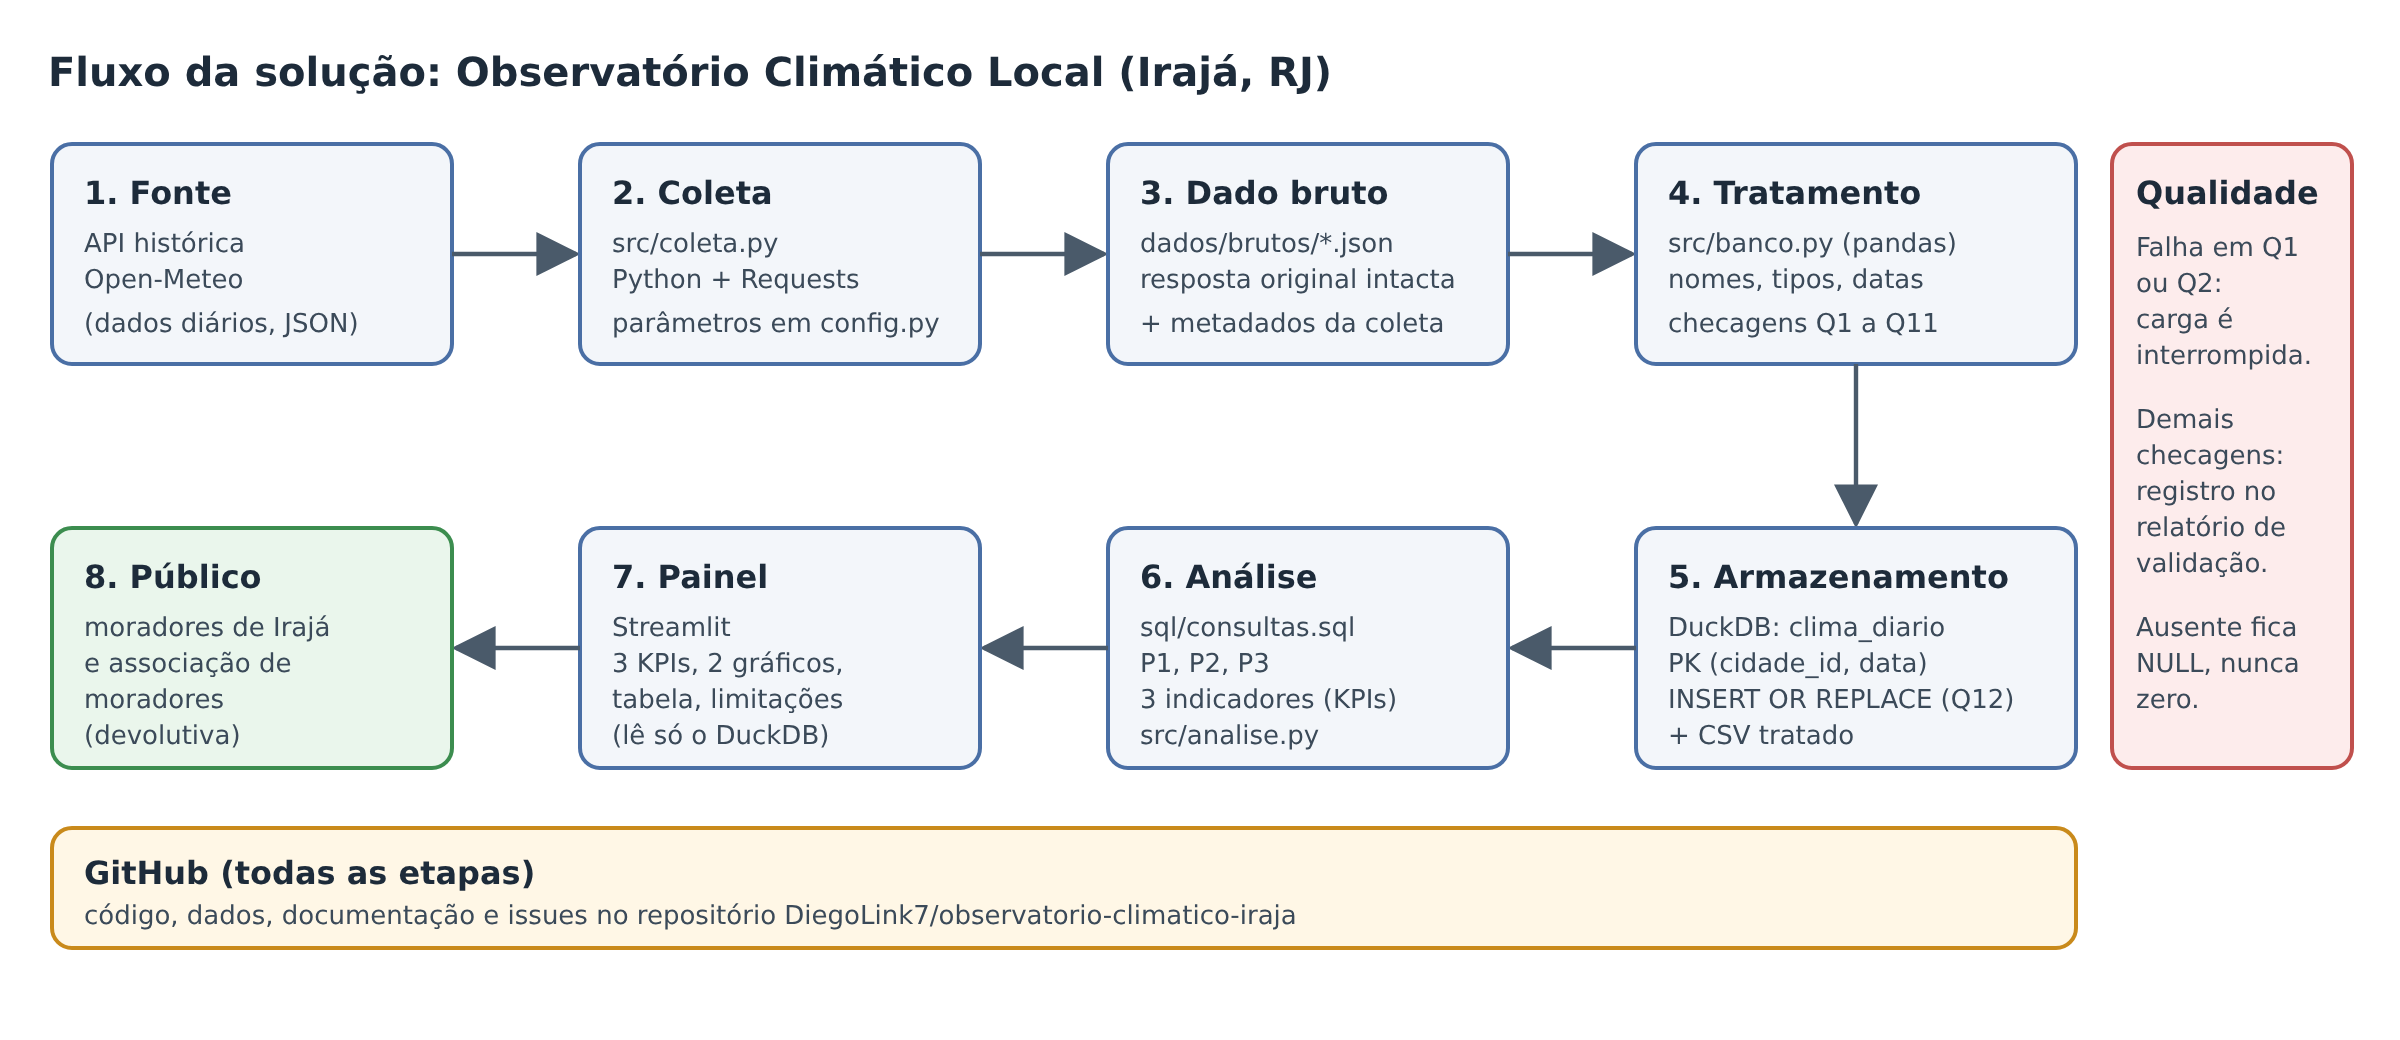 Fluxo da solução: Observatório Climático Local (Irajá, RJ)
1. Fonte
API histórica
Open-Meteo
(dados diários, JSON)
2. Coleta
src/coleta.py
Python + Requests
parâmetros em config.py
3. Dado bruto
dados/brutos/*.json
resposta original intacta
+ metadados da coleta
4. Tratamento
src/banco.py (pandas)
nomes, tipos, datas
checagens Q1 a Q11
Qualidade
Falha em Q1
ou Q2:
carga é
interrompida.
Demais
checagens:
registro no
relatório de
validação.
Ausente fica
NULL, nunca
zero.
8. Público
moradores de Irajá
e associação de
moradores
(devolutiva)
7. Painel
Streamlit
3 KPIs, 2 gráficos,
tabela, limitações
(lê só o DuckDB)
6. Análise
sql/consultas.sql
P1, P2, P3
3 indicadores (KPIs)
src/analise.py
5. Armazenamento
DuckDB: clima_diario
PK (cidade_id, data)
INSERT OR REPLACE (Q12)
+ CSV tratado
GitHub (todas as etapas)
código, dados, documentação e issues no repositório DiegoLink7/observatorio-climatico-iraja